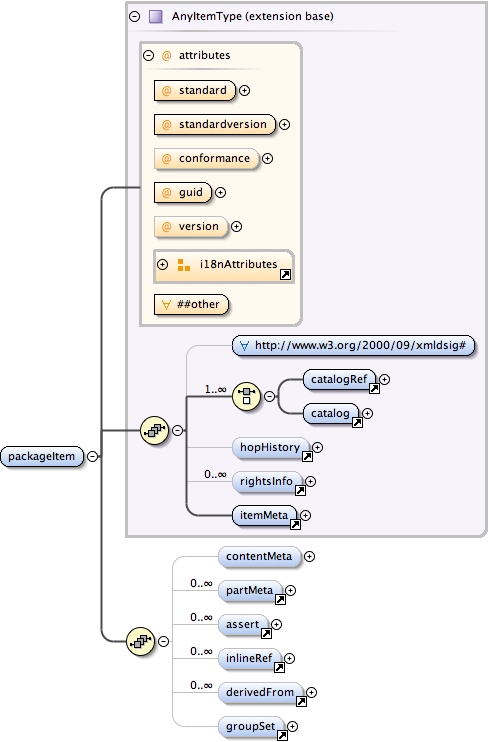 AnyItemType (extension base)
@ attributes
@ standard
@ standardversion
@ conformance
@ guid
@ version
i18nAttributes
##other
http://www.w3.org/2000/09/xmldsig#
1..∞
catalogRef
catalog
packageItem
hopHistory
0..∞
rightsInfo
itemMeta
contentMeta
0..∞
partMeta
0..∞
assert
0..∞
inlineRef
0..∞
derivedFrom
groupSet